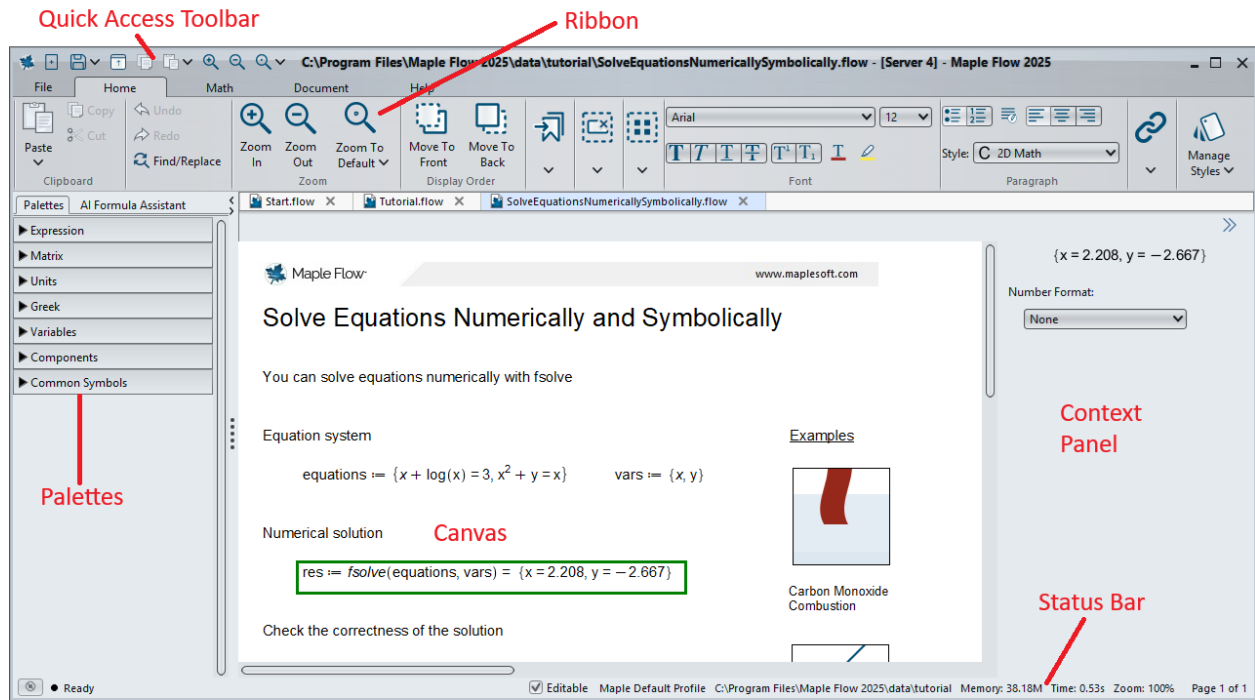 Quick Access Toolbar
Ribbon
C:\Program Files\Maple Flow 2025\data\tutorial\SolveEquationsNumericallySymbolically.flow - [Server 4] - Maple Flow 2025
File Home Math Document Help
Paste Copy Cut
Clipboard
Undo
Redo
Find/Replace
Zoom In Zoom Out Zoom To Default
Zoom
Move To Front Move To Back
Display Order
Arial 12
T T T T T¹ T₁ T
Font
Style: C 2D Math
Paragraph
Manage Styles
Palettes AI Formula Assistant
Start.flow Tutorial.flow SolveEquationsNumericallySymbolically.flow
Expression
Matrix
Units
Greek
Variables
Components
Common Symbols
Palettes
Maple Flow
www.maplesoft.com
Solve Equations Numerically and Symbolically
You can solve equations numerically with fsolve
Equation system
equations := {x + log(x) = 3, x² + y = x} vars := {x, y}
Numerical solution
Canvas
res := fsolve(equations, vars) = {x = 2.208, y = −2.667}
Check the correctness of the solution
Examples
Carbon Monoxide
Combustion
{x = 2.208, y = −2.667}
Number Format:
None
Context
Panel
Status Bar
Ready
Editable Maple Default Profile C:\Program Files\Maple Flow 2025\data\tutorial Memory: 38.18M Time: 0.53s Zoom: 100% Page 1 of 1